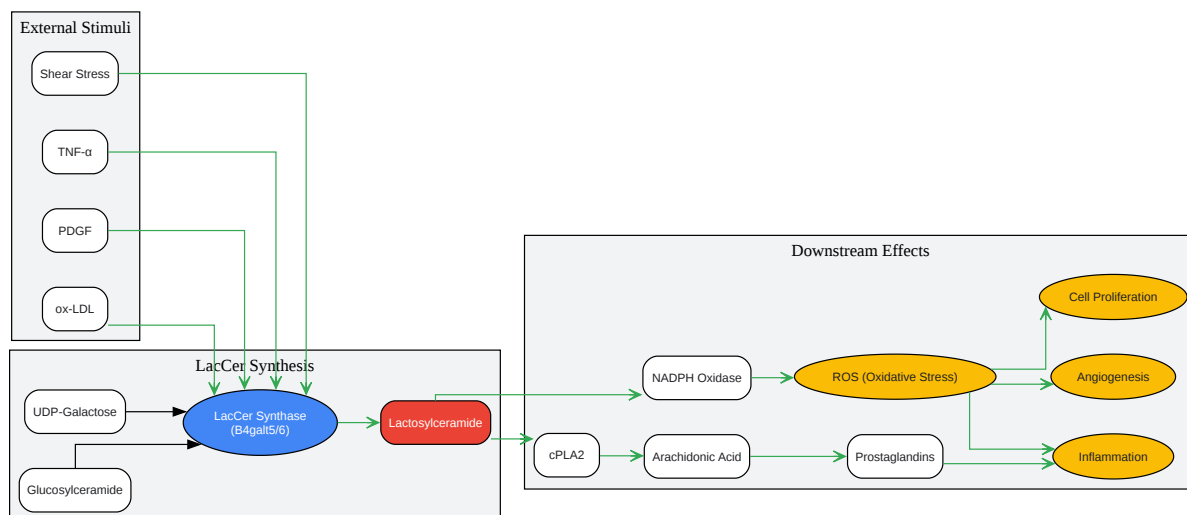 External Stimuli
Shear Stress
TNF-α
PDGF
ox-LDL
LacCer Synthesis
UDP-Galactose
Glucosylceramide
LacCer Synthase
(B4galt5/6)
Lactosylceramide
Downstream Effects
NADPH Oxidase
ROS (Oxidative Stress)
Cell Proliferation
Angiogenesis
cPLA2
Arachidonic Acid
Prostaglandins
Inflammation